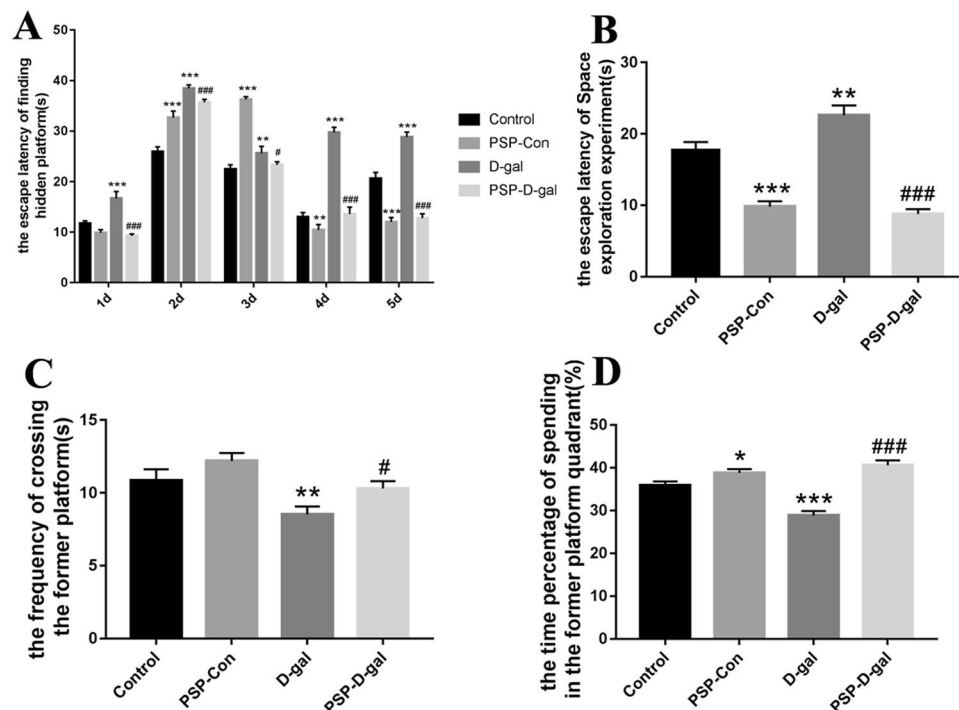 A
the escape latency of finding
hidden platform(s)
50
40
30
20
10
0
***
###
***
***
###
***
**
#
**
***
###
***
***
###
1d
2d
3d
4d
5d
Control
PSP-Con
D-gal
PSP-D-gal
B
the escape latency of Space
exploration experiment(s)
30
20
10
0
***
**
###
Control
PSP-Con
D-gal
PSP-D-gal
C
the frequency of crossing
the former platform(s)
15
10
5
0
**
#
Control
PSP-Con
D-gal
PSP-D-gal
D
the time percentage of spending
in the former platform quadrant(%)
50
40
30
20
10
0
*
***
###
Control
PSP-Con
D-gal
PSP-D-gal